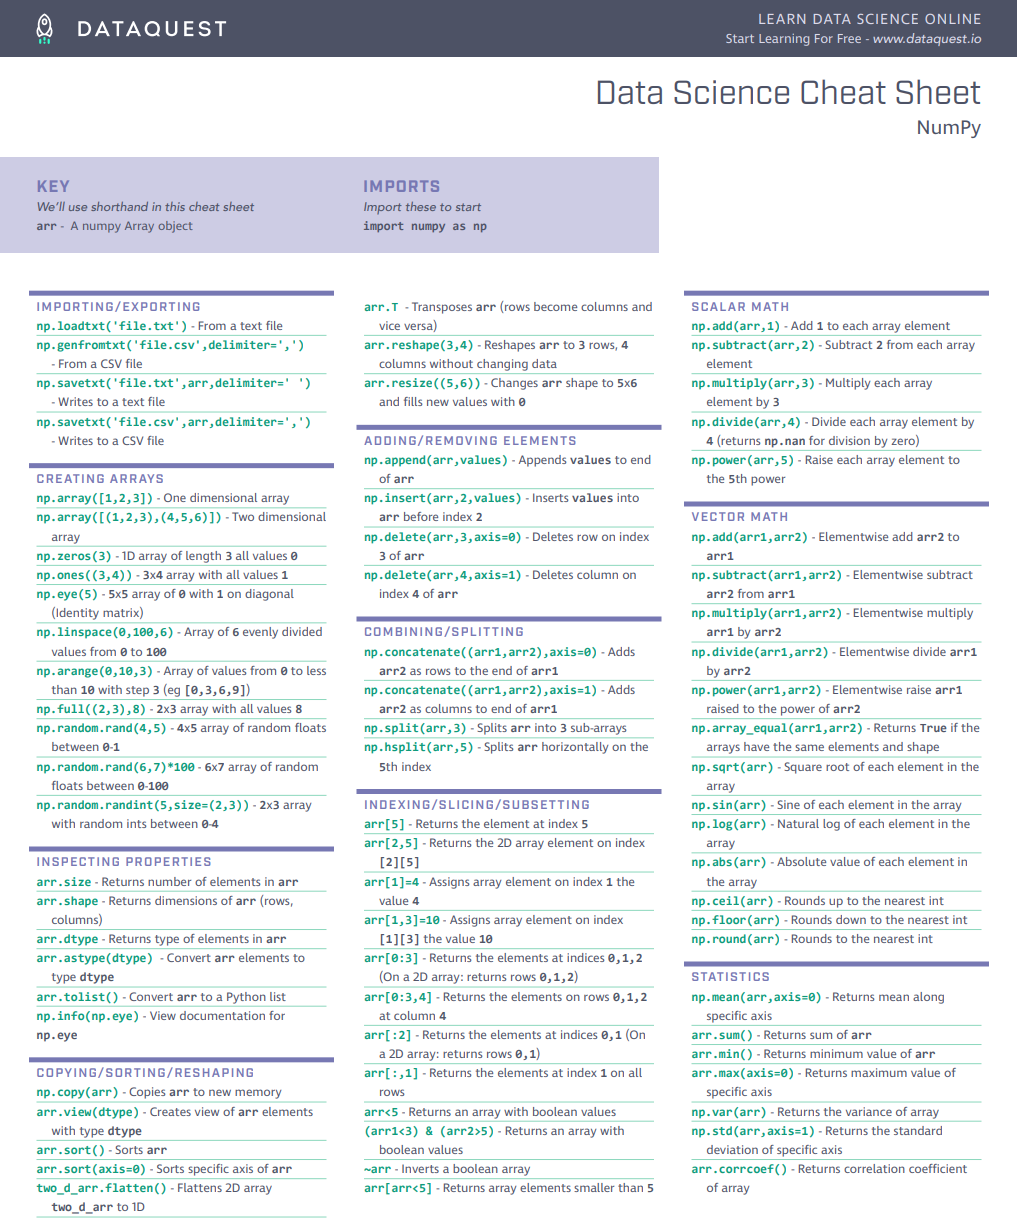 DATAQUEST
LEARN DATA SCIENCE ONLINE
Start Learning For Free - www.dataquest.io
Data Science Cheat Sheet
NumPy
KEY
We'll use shorthand in this cheat sheet
arr - A numpy Array object
IMPORTS
Import these to start
import numpy as np
IMPORTING/EXPORTING
np.loadtxt('file.txt') - From a text file
np.genfromtxt('file.csv',delimiter=',')
- From a CSV file
np.savetxt('file.txt',arr,delimiter=' ')
- Writes to a text file
np.savetxt('file.csv',arr,delimiter=',')
- Writes to a CSV file
CREATING ARRAYS
np.array([1,2,3]) - One dimensional array
np.array([(1,2,3),(4,5,6)]) - Two dimensional
array
np.zeros(3) - 1D array of length 3 all values 0
np.ones((3,4)) - 3x4 array with all values 1
np.eye(5) - 5x5 array of 0 with 1 on diagonal
(Identity matrix)
np.linspace(0,100,6) - Array of 6 evenly divided
values from 0 to 100
np.arange(0,10,3) - Array of values from 0 to less
than 10 with step 3 (eg [0,3,6,9])
np.full((2,3),8) - 2x3 array with all values 8
np.random.rand(4,5) - 4x5 array of random floats
between 0-1
np.random.rand(6,7)*100 - 6x7 array of random
floats between 0-100
np.random.randint(5,size=(2,3)) - 2x3 array
with random ints between 0-4
INSPECTING PROPERTIES
arr.size - Returns number of elements in arr
arr.shape - Returns dimensions of arr (rows,
columns)
arr.dtype - Returns type of elements in arr
arr.astype(dtype) - Convert arr elements to
type dtype
arr.tolist() - Convert arr to a Python list
np.info(np.eye) - View documentation for
np.eye
COPYING/SORTING/RESHAPING
np.copy(arr) - Copies arr to new memory
arr.view(dtype) - Creates view of arr elements
with type dtype
arr.sort() - Sorts arr
arr.sort(axis=0) - Sorts specific axis of arr
two_d_arr.flatten() - Flattens 2D array
two_d_arr to 1D
arr.T - Transposes arr (rows become columns and
vice versa)
arr.reshape(3,4) - Reshapes arr to 3 rows, 4
columns without changing data
arr.resize((5,6)) - Changes arr shape to 5x6
and fills new values with 0
ADDING/REMOVING ELEMENTS
np.append(arr,values) - Appends values to end
of arr
np.insert(arr,2,values) - Inserts values into
arr before index 2
np.delete(arr,3,axis=0) - Deletes row on index
3 of arr
np.delete(arr,4,axis=1) - Deletes column on
index 4 of arr
COMBINING/SPLITTING
np.concatenate((arr1,arr2),axis=0) - Adds
arr2 as rows to the end of arr1
np.concatenate((arr1,arr2),axis=1) - Adds
arr2 as columns to end of arr1
np.split(arr,3) - Splits arr into 3 sub-arrays
np.hsplit(arr,5) - Splits arr horizontally on the
5th index
INDEXING/SLICING/SUBSETTING
arr[5] - Returns the element at index 5
arr[2,5] - Returns the 2D array element on index
[2][5]
arr[1]=4 - Assigns array element on index 1 the
value 4
arr[1,3]=10 - Assigns array element on index
[1][3] the value 10
arr[0:3] - Returns the elements at indices 0,1,2
(On a 2D array: returns rows 0,1,2)
arr[0:3,4] - Returns the elements on rows 0,1,2
at column 4
arr[:2] - Returns the elements at indices 0,1 (On
a 2D array: returns rows 0,1)
arr[:,1] - Returns the elements at index 1 on all
rows
arr<5 - Returns an array with boolean values
(arr1<3) & (arr2>5) - Returns an array with
boolean values
~arr - Inverts a boolean array
arr[arr<5] - Returns array elements smaller than 5
SCALAR MATH
np.add(arr,1) - Add 1 to each array element
np.subtract(arr,2) - Subtract 2 from each array
element
np.multiply(arr,3) - Multiply each array
element by 3
np.divide(arr,4) - Divide each array element by
4 (returns np.nan for division by zero)
np.power(arr,5) - Raise each array element to
the 5th power
VECTOR MATH
np.add(arr1,arr2) - Elementwise add arr2 to
arr1
np.subtract(arr1,arr2) - Elementwise subtract
arr2 from arr1
np.multiply(arr1,arr2) - Elementwise multiply
arr1 by arr2
np.divide(arr1,arr2) - Elementwise divide arr1
by arr2
np.power(arr1,arr2) - Elementwise raise arr1
raised to the power of arr2
np.array_equal(arr1,arr2) - Returns True if the
arrays have the same elements and shape
np.sqrt(arr) - Square root of each element in the
array
np.sin(arr) - Sine of each element in the array
np.log(arr) - Natural log of each element in the
array
np.abs(arr) - Absolute value of each element in
the array
np.ceil(arr) - Rounds up to the nearest int
np.floor(arr) - Rounds down to the nearest int
np.round(arr) - Rounds to the nearest int
STATISTICS
np.mean(arr,axis=0) - Returns mean along
specific axis
arr.sum() - Returns sum of arr
arr.min() - Returns minimum value of arr
arr.max(axis=0) - Returns maximum value of
specific axis
np.var(arr) - Returns the variance of array
np.std(arr,axis=1) - Returns the standard
deviation of specific axis
arr.corrcoef() - Returns correlation coefficient
of array